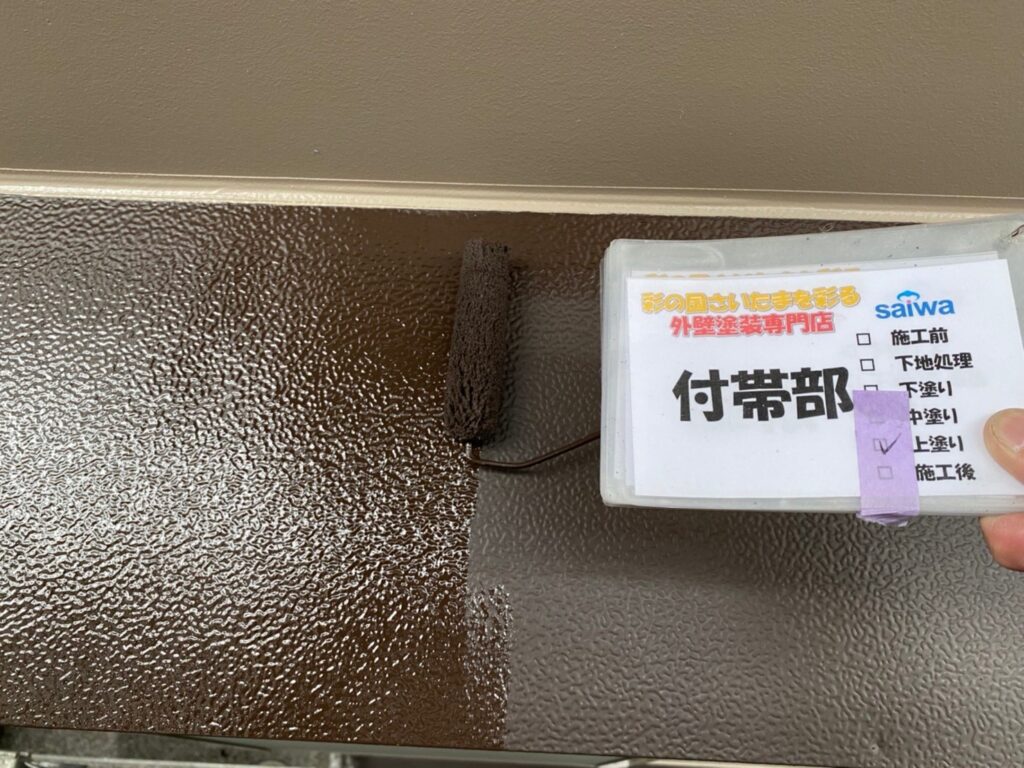 彩の国さいたまを彩る
外壁塗装専門店
saiwa
付帯部
□ 施工前
□ 下地処理
□ 下塗り
中塗り
☑ 上塗り
□ 施工後